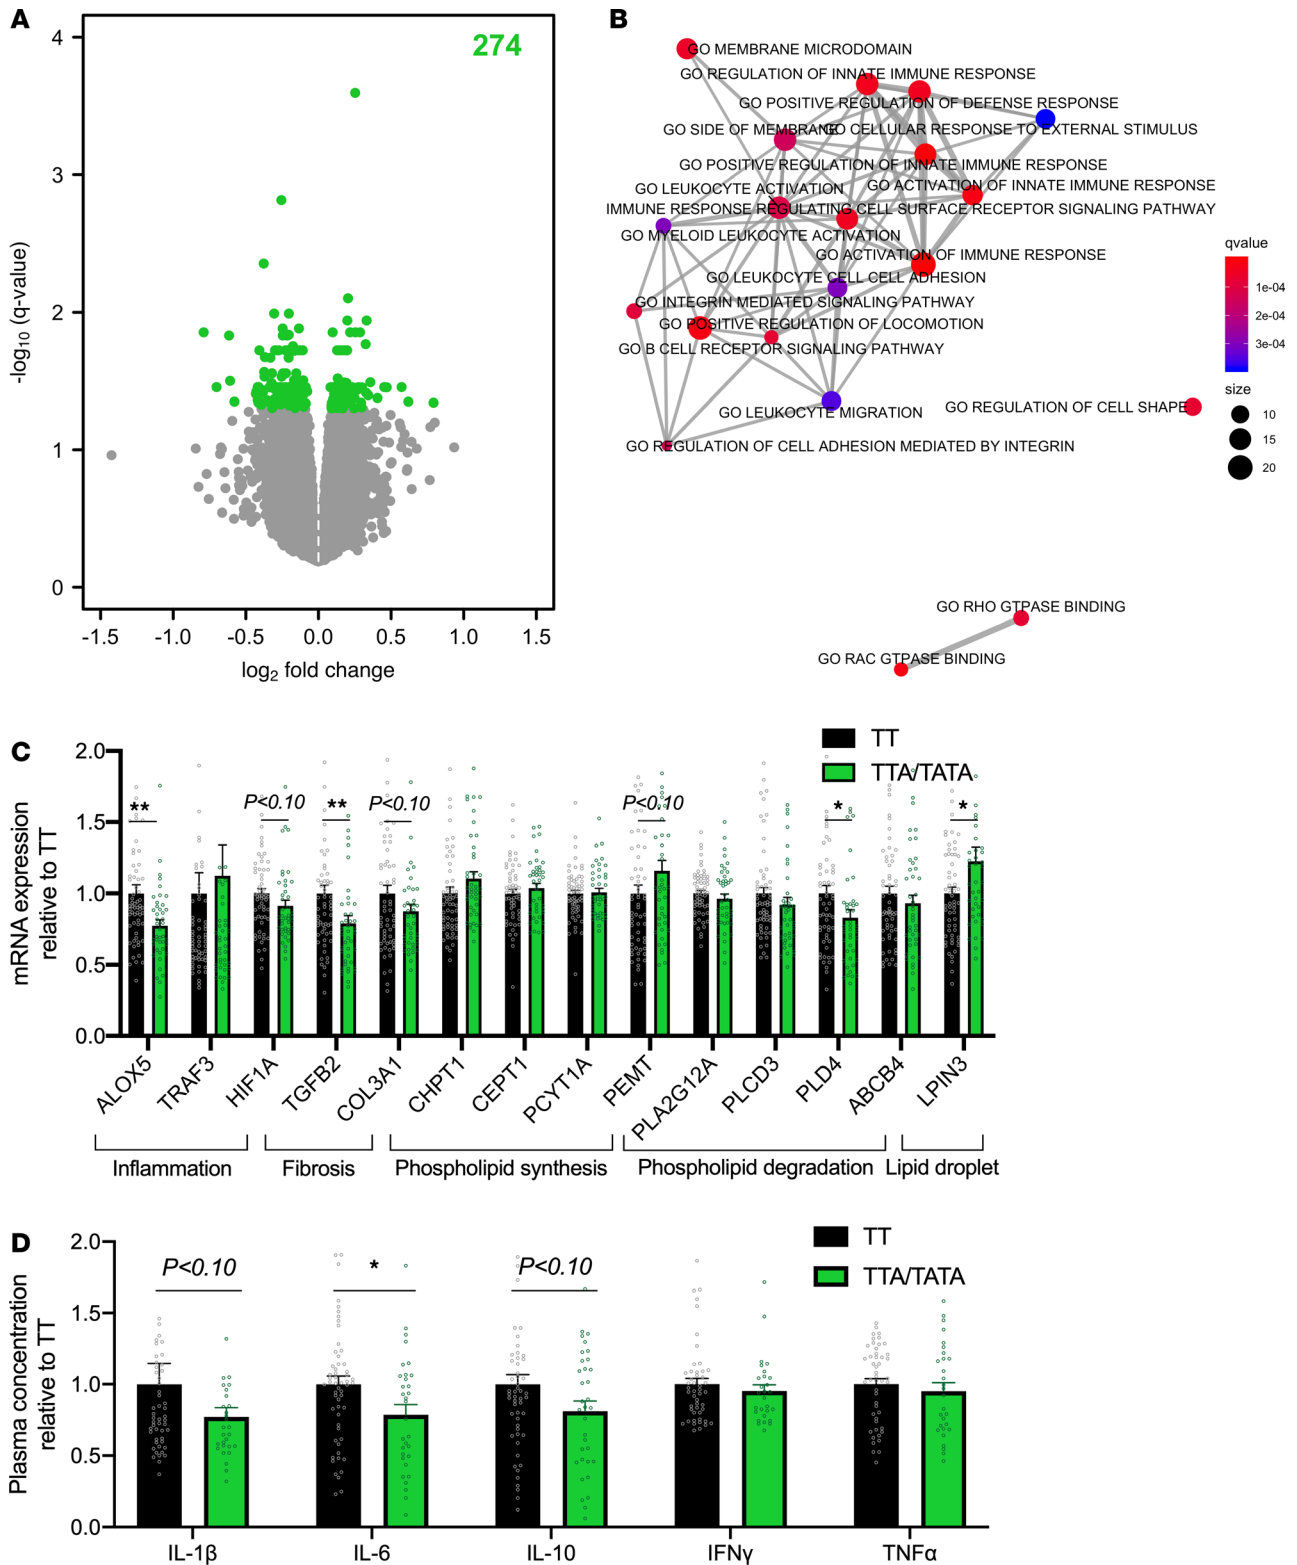 A
274
4
3
2
1
0
-log10 (q-value)
-1.5 -1.0 -0.5 0.0 0.5 1.0 1.5
log2 fold change
B
GO MEMBRANE MICRODOMAIN
GO REGULATION OF INNATE IMMUNE RESPONSE
GO POSITIVE REGULATION OF DEFENSE RESPONSE
GO SIDE OF MEMBRANE
GO CELLULAR RESPONSE TO EXTERNAL STIMULUS
GO POSITIVE REGULATION OF INNATE IMMUNE RESPONSE
GO LEUKOCYTE ACTIVATION
GO ACTIVATION OF INNATE IMMUNE RESPONSE
IMMUNE RESPONSE REGULATING CELL SURFACE RECEPTOR SIGNALING PATHWAY
GO MYELOID LEUKOCYTE ACTIVATION
GO ACTIVATION OF IMMUNE RESPONSE
GO LEUKOCYTE CELL CELL ADHESION
GO INTEGRIN MEDIATED SIGNALING PATHWAY
GO POSITIVE REGULATION OF LOCOMOTION
GO B CELL RECEPTOR SIGNALING PATHWAY
GO LEUKOCYTE MIGRATION
GO REGULATION OF CELL SHAPE
GO REGULATION OF CELL ADHESION MEDIATED BY INTEGRIN
GO RHO GTPASE BINDING
GO RAC GTPASE BINDING
qvalue
1e-04
2e-04
3e-04
size
10
15
20
C
TT
TTA/TATA
mRNA expression
relative to TT
2.0
1.5
1.0
0.5
0.0
** P<0.10 ** P<0.10 P<0.10 * *
ALOX5 TRAF3 HIF1A TGFB2 COL3A1 CHPT1 CEPT1 PCYT1A PEMT PLA2G12A PLCD3 PLD4 ABCB4 LPIN3
Inflammation Fibrosis Phospholipid synthesis Phospholipid degradation Lipid droplet
D
TT
TTA/TATA
Plasma concentration
relative to TT
2.0
1.5
1.0
0.5
0.0
P<0.10 * P<0.10
IL-1β IL-6 IL-10 IFNγ TNFα